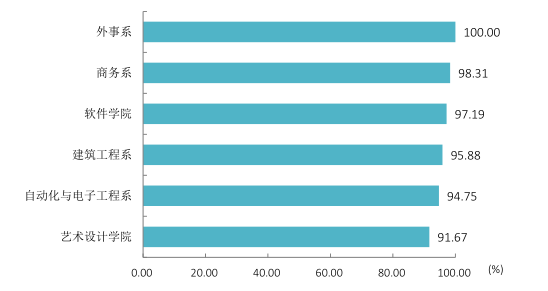 外事系 100.00
商务系 98.31
软件学院 97.19
建筑工程系 95.88
自动化与电子工程系 94.75
艺术设计学院 91.67
0.00 20.00 40.00 60.00 80.00 100.00 (%)